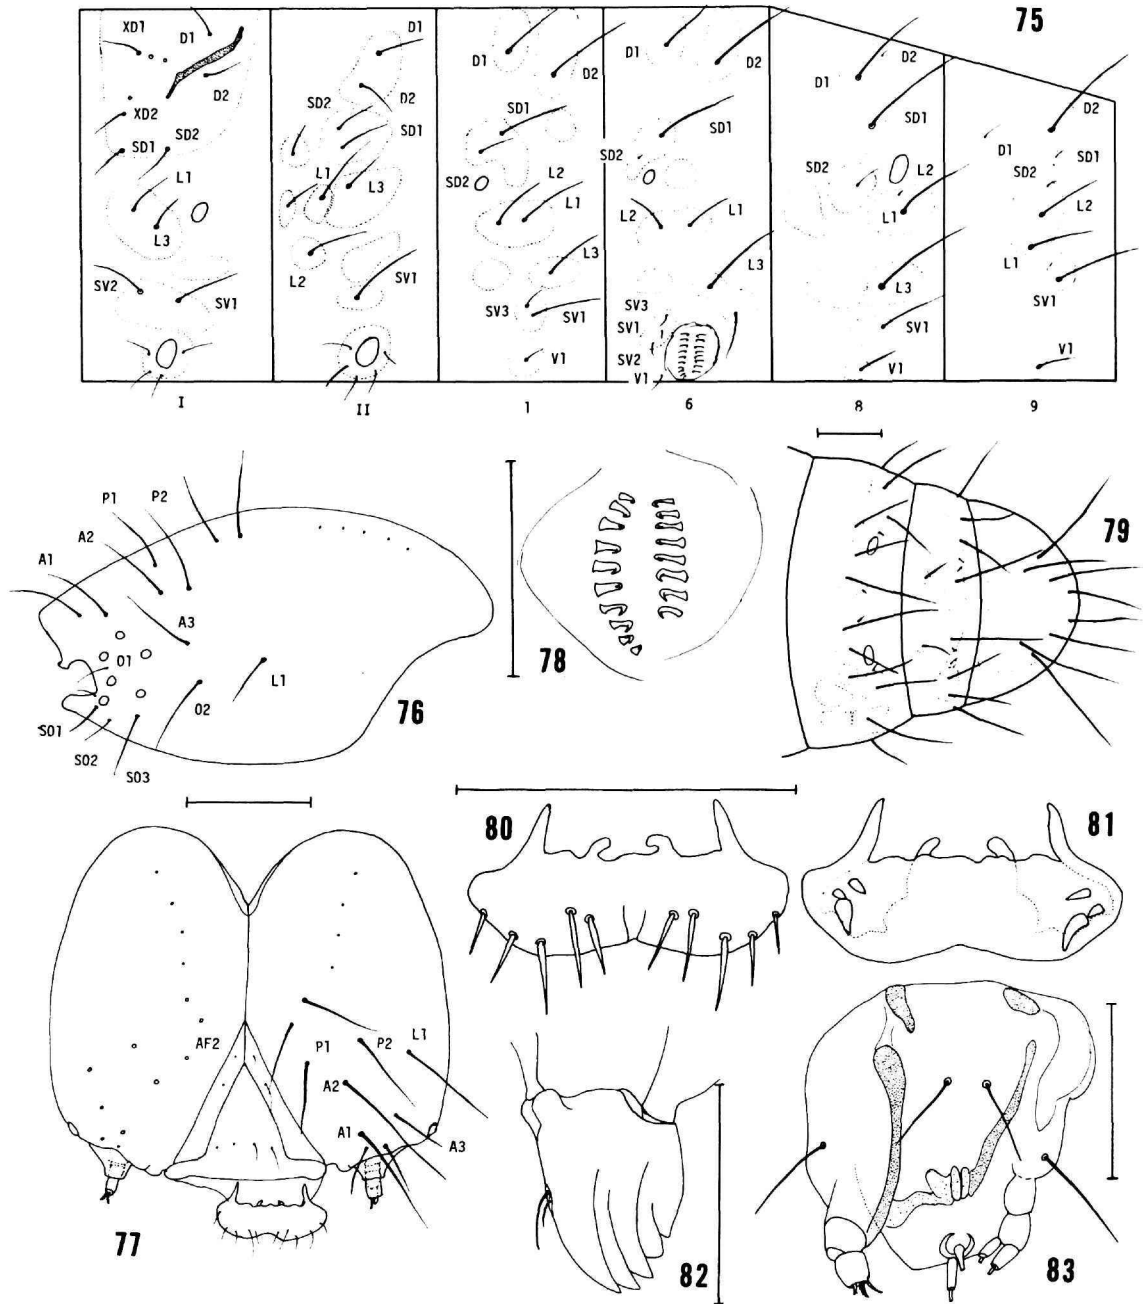 75
XD1
D1
D2
XD2
SD2
SD1
L1
L3
SV2
SV1
I
D1
D2
SD2
SD1
L1
L3
L2
SV1
II
D1
D2
SD1
SD2
L2
L1
L3
SV3
SV1
V1
1
D1
D2
SD1
SD2
L2
L1
L3
SV3
SV1
SV2
V1
6
D2
D1
SD1
SD2
L2
L1
L3
SV1
V1
8
D2
D1
SD1
SD2
L2
L1
SV1
V1
9
P1
P2
A2
A1
A3
O1
L1
O2
SO1
SO2
SO3
76
78
79
AF2
P1
P2
L1
A2
A1
A3
77
80
81
82
83